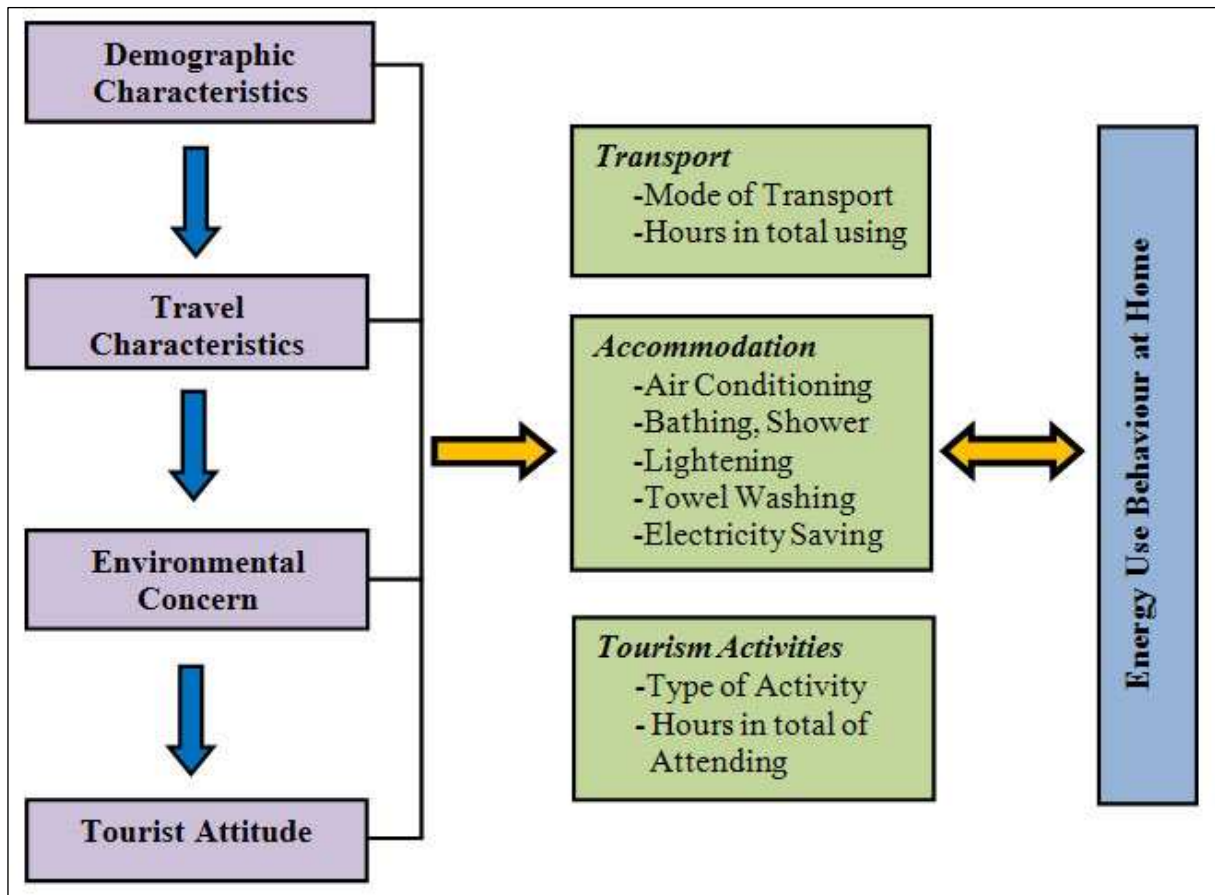 Demographic
Characteristics
Travel
Characteristics
Environmental
Concern
Tourist Attitude
Transport
-Mode of Transport
-Hours in total using
Accommodation
-Air Conditioning
-Bathing, Shower
-Lightening
-Towel Washing
-Electricity Saving
Tourism Activities
-Type of Activity
- Hours in total of
Attending
Energy Use Behaviour at Home